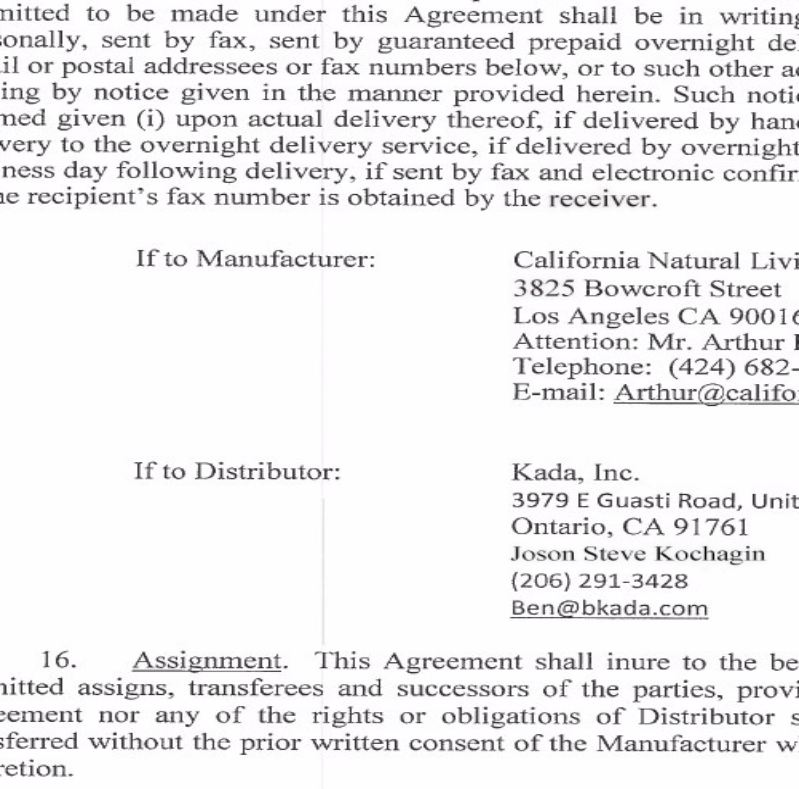 mitted to be made under this Agreement shall be in writing
sonally, sent by fax, sent by guaranteed prepaid overnight de
il or postal addressees or fax numbers below, or to such other a
ing by notice given in the manner provided herein. Such notic
med given (i) upon actual delivery thereof, if delivered by han
very to the overnight delivery service, if delivered by overnight
ness day following delivery, if sent by fax and electronic confir
he recipient's fax number is obtained by the receiver.
If to Manufacturer:
California Natural Livi
3825 Bowcroft Street
Los Angeles CA 90016
Attention: Mr. Arthur
Telephone: (424) 682-
E-mail: Arthur@califo
If to Distributor:
Kada, Inc.
3979 E Guasti Road, Unit
Ontario, CA 91761
Joson Steve Kochagin
(206) 291-3428
Ben@bkada.com
16. Assignment. This Agreement shall inure to the be
mitted assigns, transferees and successors of the parties, provi
eement nor any of the rights or obligations of Distributor s
sferred without the prior written consent of the Manufacturer w
retion.